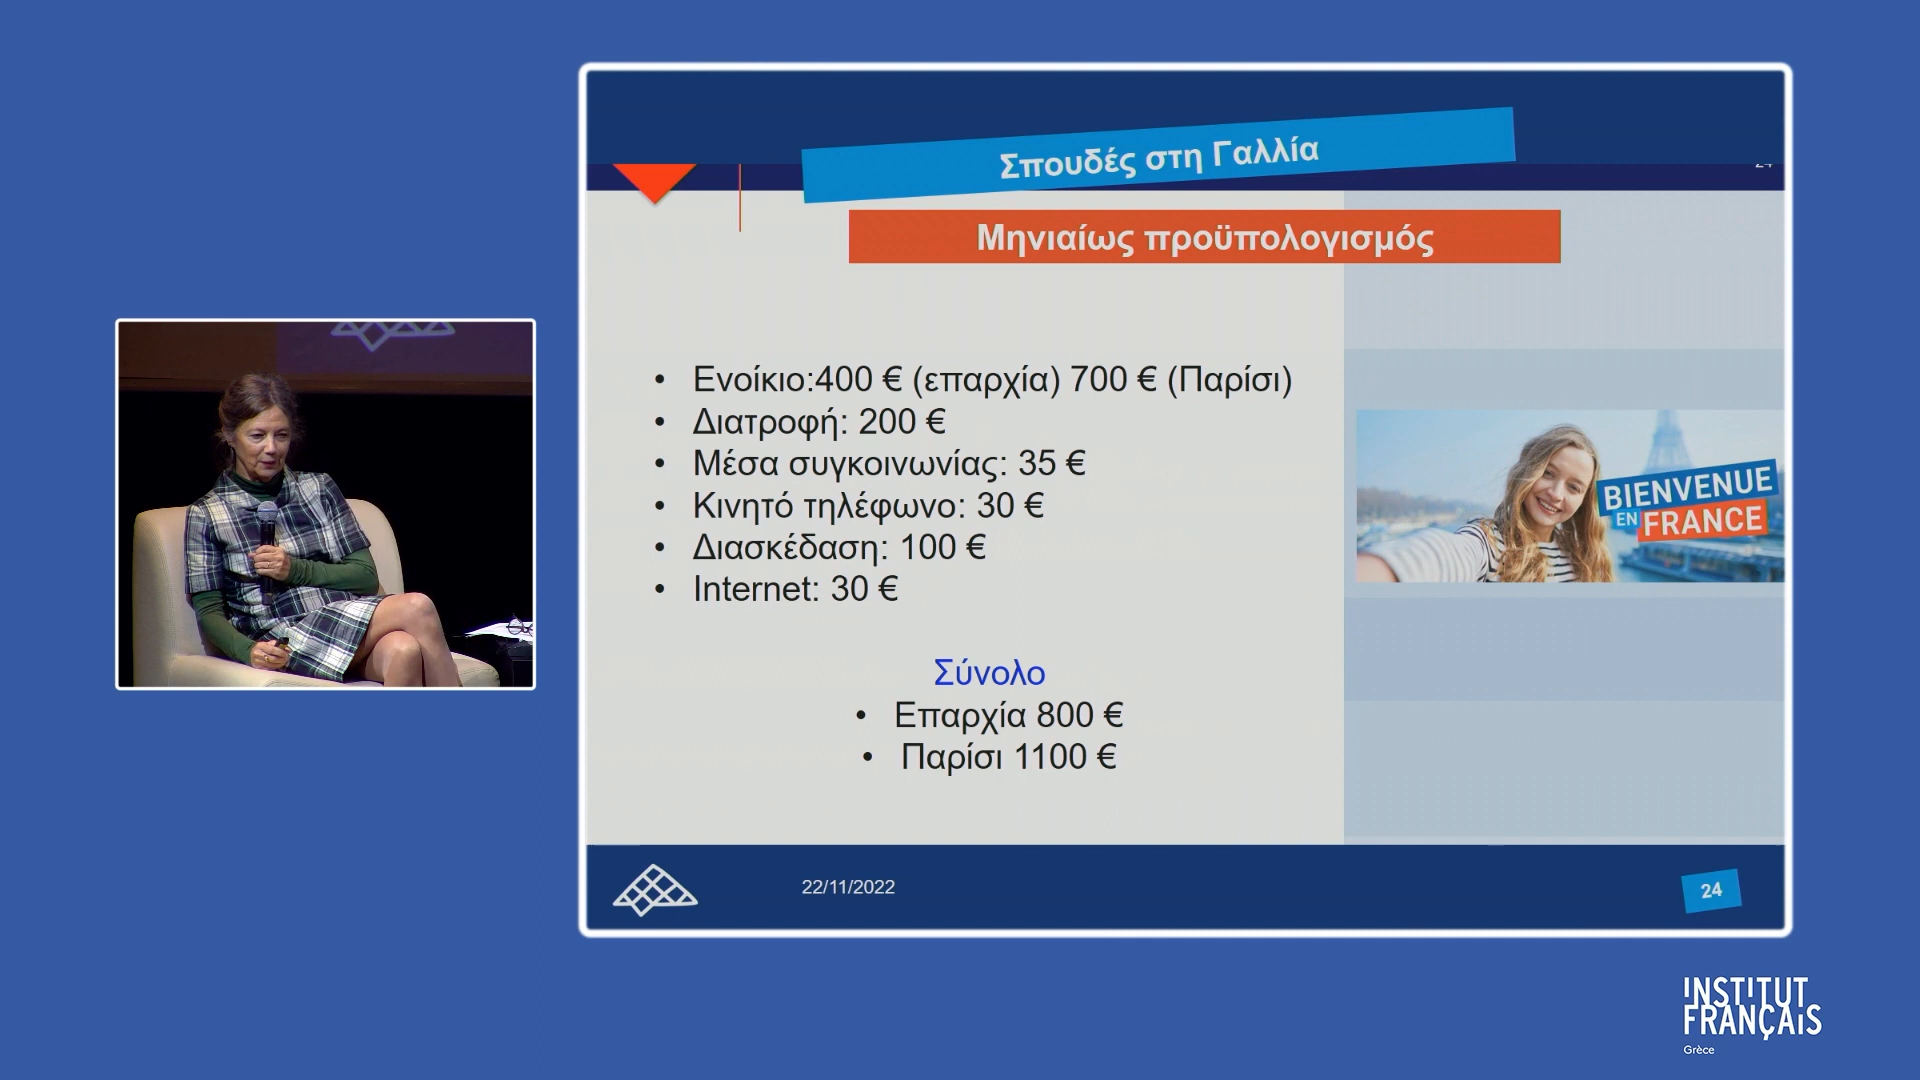 Σπουδές στη Γαλλία
Μηνιαίως προϋπολογισμός
• Ενοίκιο:400 € (επαρχία) 700 € (Παρίσι)
• Διατροφή: 200 €
• Μέσα συγκοινωνίας: 35 €
• Κινητό τηλέφωνο: 30 €
• Διασκέδαση: 100 €
• Internet: 30 €
BIENVENUE
EN FRANCE
Σύνολο
• Επαρχία 800 €
• Παρίσι 1100 €
22/11/2022
24
INSTITUT
FRANÇAIS
Grèce